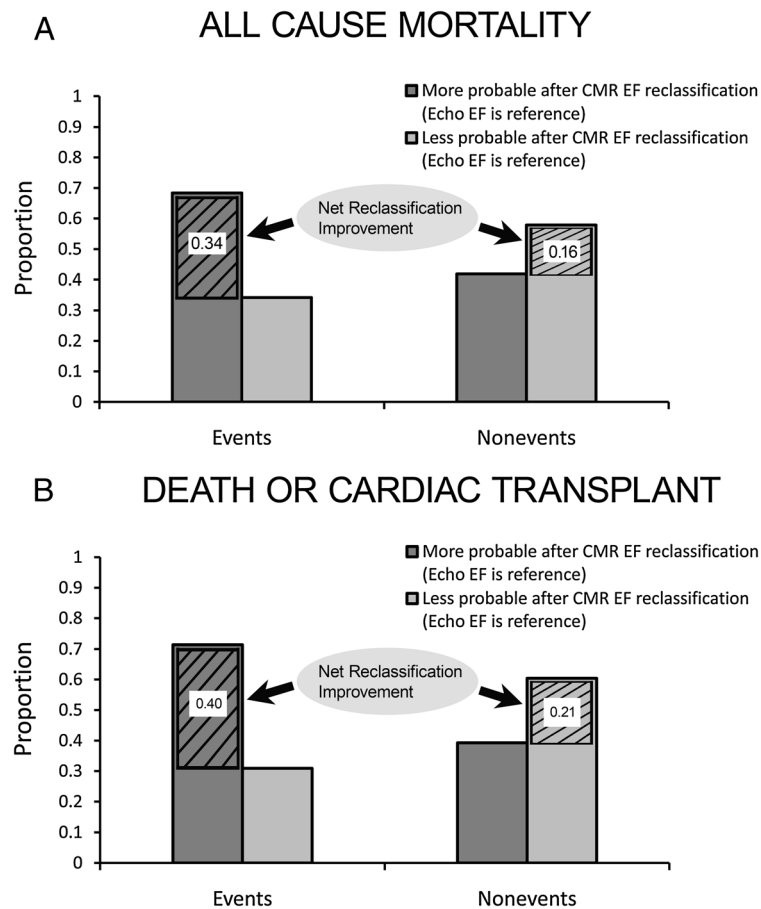 A
ALL CAUSE MORTALITY
More probable after CMR EF reclassification
(Echo EF is reference)
Less probable after CMR EF reclassification
(Echo EF is reference)
Proportion
1
0.9
0.8
0.7
0.6
0.5
0.4
0.3
0.2
0.1
0
Net Reclassification
Improvement
0.34
0.16
Events
Nonevents
B
DEATH OR CARDIAC TRANSPLANT
More probable after CMR EF reclassification
(Echo EF is reference)
Less probable after CMR EF reclassification
(Echo EF is reference)
Proportion
1
0.9
0.8
0.7
0.6
0.5
0.4
0.3
0.2
0.1
0
Net Reclassification
Improvement
0.40
0.21
Events
Nonevents